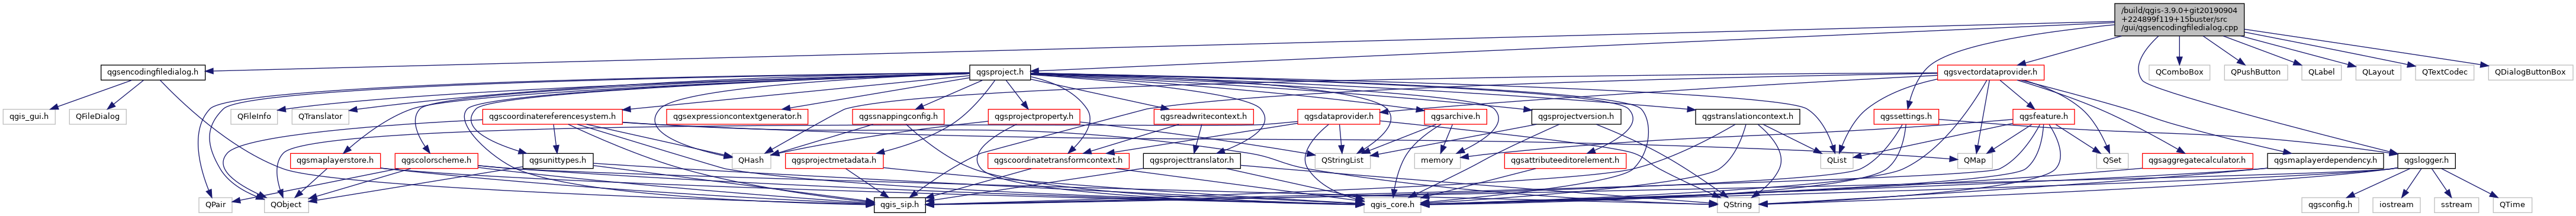 /build/qgis-3.9.0+git20190904
+224899f119+15buster/src
/gui/qgsencodingfiledialog.cpp
qgsencodingfiledialog.h
qgsproject.h
qgsvectordataprovider.h
QComboBox
QPushButton
QLabel
QLayout
QTextCodec
QDialogButtonBox
qgis_gui.h
QFileDialog
QFileInfo
QTranslator
qgscoordinatereferencesystem.h
qgsexpressioncontextgenerator.h
qgssnappingconfig.h
qgsprojectproperty.h
qgsreadwritecontext.h
qgsdataprovider.h
qgsarchive.h
qgsprojectversion.h
qgstranslationcontext.h
qgssettings.h
qgsfeature.h
qgsmaplayerstore.h
qgscolorscheme.h
qgsunittypes.h
QHash
qgsprojectmetadata.h
qgscoordinatetransformcontext.h
qgsprojecttranslator.h
QStringList
memory
qgsattributeeditorelement.h
QList
QMap
QSet
qgsaggregatecalculator.h
qgsmaplayerdependency.h
qgslogger.h
QPair
QObject
qgis_sip.h
qgis_core.h
QString
qgsconfig.h
iostream
sstream
QTime